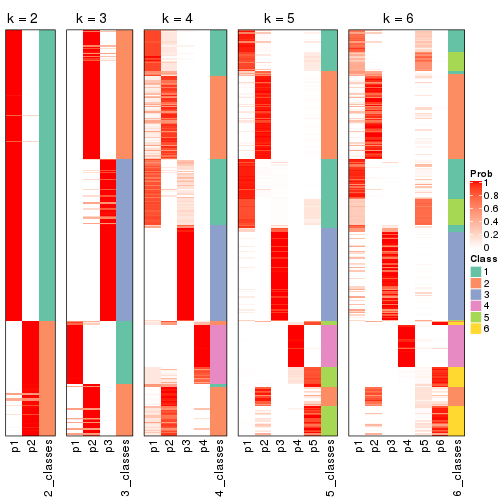 k = 2
k = 3
k = 4
k = 5
k = 6
p1
p2
2_classes
p1
p2
p3
3_classes
p1
p2
p3
p4
4_classes
p1
p2
p3
p4
p5
5_classes
p1
p2
p3
p4
p5
p6
6_classes
Prob
1
0.8
0.6
0.4
0.2
0
Class
1
2
3
4
5
6